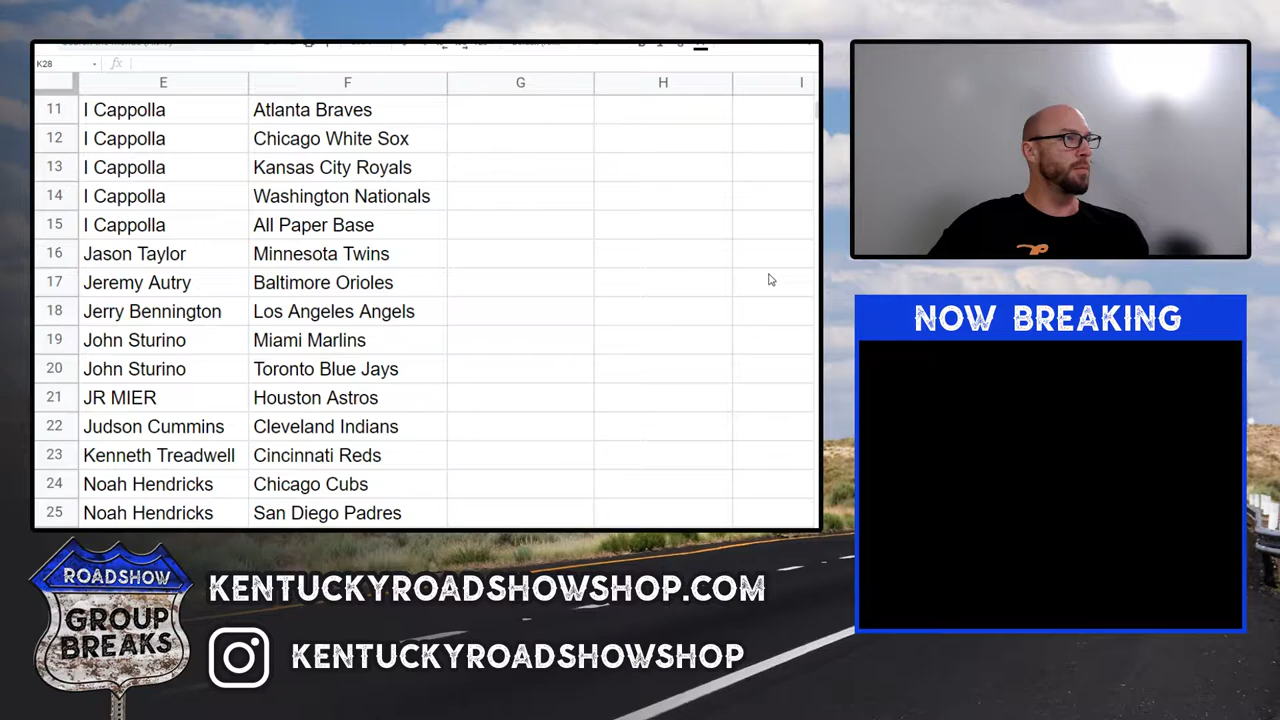 K28
fx
E F G H I
11 I Cappolla Atlanta Braves
12 I Cappolla Chicago White Sox
13 I Cappolla Kansas City Royals
14 I Cappolla Washington Nationals
15 I Cappolla All Paper Base
16 Jason Taylor Minnesota Twins
17 Jeremy Autry Baltimore Orioles
18 Jerry Bennington Los Angeles Angels
19 John Sturino Miami Marlins
20 John Sturino Toronto Blue Jays
21 JR MIER Houston Astros
22 Judson Cummins Cleveland Indians
23 Kenneth Treadwell Cincinnati Reds
24 Noah Hendricks Chicago Cubs
25 Noah Hendricks San Diego Padres
NOW BREAKING
ROADSHOW
GROUP
BREAKS
KENTUCKYROADSHOWSHOP.COM
KENTUCKYROADSHOWSHOP